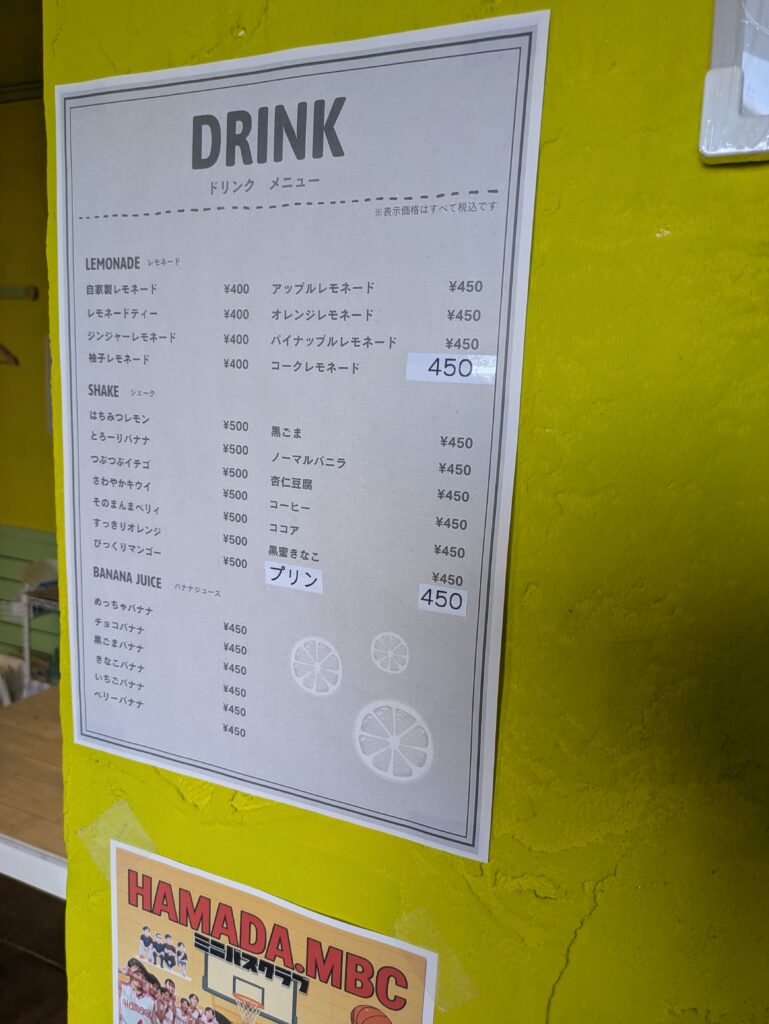 DRINK
ドリンク メニュー
※表示価格はすべて税込です
LEMONADE レモネード
自家製レモネード ¥400
レモネードティー ¥400
ジンジャーレモネード ¥400
柚子レモネード ¥400
アップルレモネード ¥450
オレンジレモネード ¥450
パイナップルレモネード ¥450
コークレモネード 450
SHAKE シェーク
はちみつレモン ¥500
とろーりバナナ ¥500
つぶつぶイチゴ ¥500
さわやかキウイ ¥500
そのまんまベリィ ¥500
すっきりオレンジ ¥500
びっくりマンゴー ¥500
黒ごま ¥450
ノーマルバニラ ¥450
杏仁豆腐 ¥450
コーヒー ¥450
ココア ¥450
黒蜜きなこ ¥450
プリン 450
BANANA JUICE バナナジュース
めっちゃバナナ ¥450
チョコバナナ ¥450
黒ごまバナナ ¥450
きなこバナナ ¥450
いちごバナナ ¥450
ベリーバナナ ¥450
HAMADA.MBC
ミニバスクラブ